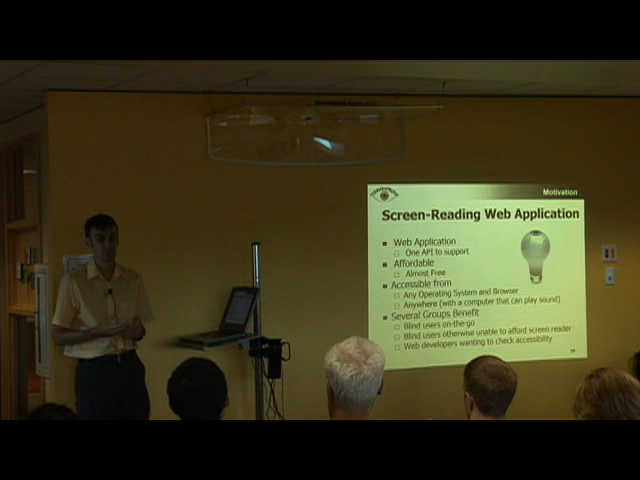 Motivation
Screen-Reading Web Application
Web Application
One API to support
Affordable
Almost Free
Accessible from
Any Operating System and Browser
Anywhere (with a computer that can play sound)
Several Groups Benefit
Blind users on-the-go
Blind users otherwise unable to afford screen reader
Web developers wanting to check accessibility